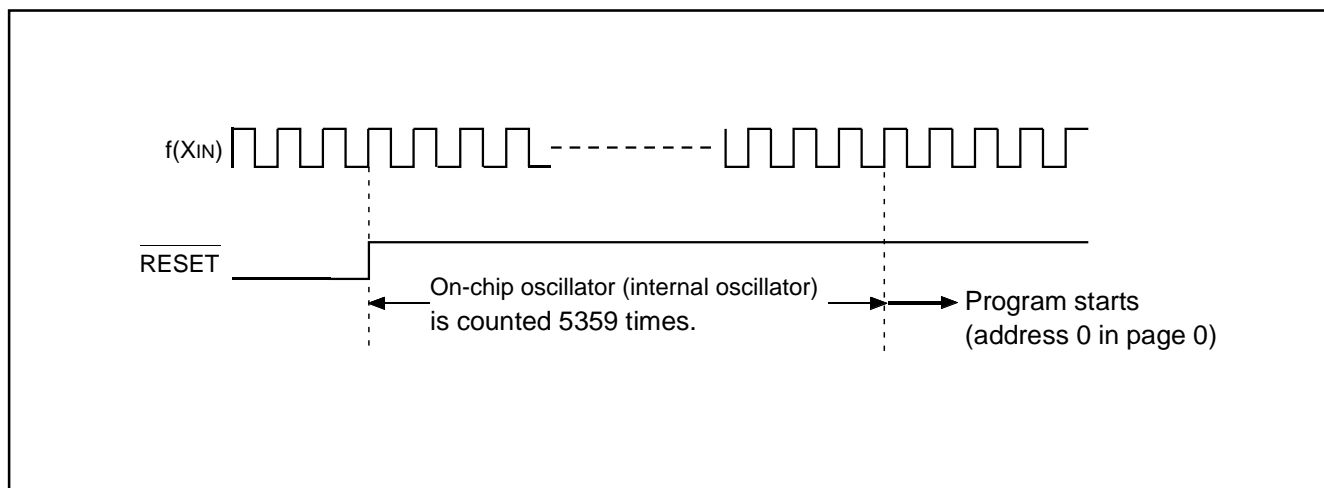 f(XIN)
RESET
On-chip oscillator (internal oscillator)
is counted 5359 times.
Program starts
(address 0 in page 0)